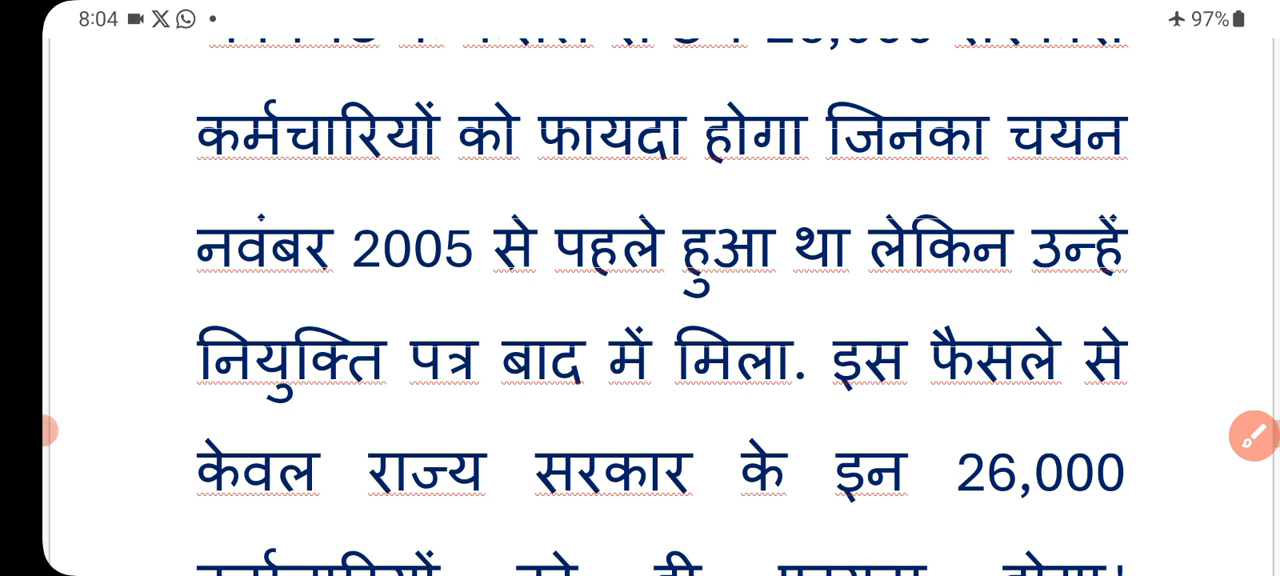 8:04
97%
कर्मचारियों को फायदा होगा जिनका चयन
नवंबर 2005 से पहले हुआ था लेकिन उन्हें
नियुक्ति पत्र बाद में मिला. इस फैसले से
केवल राज्य सरकार के इन 26,000